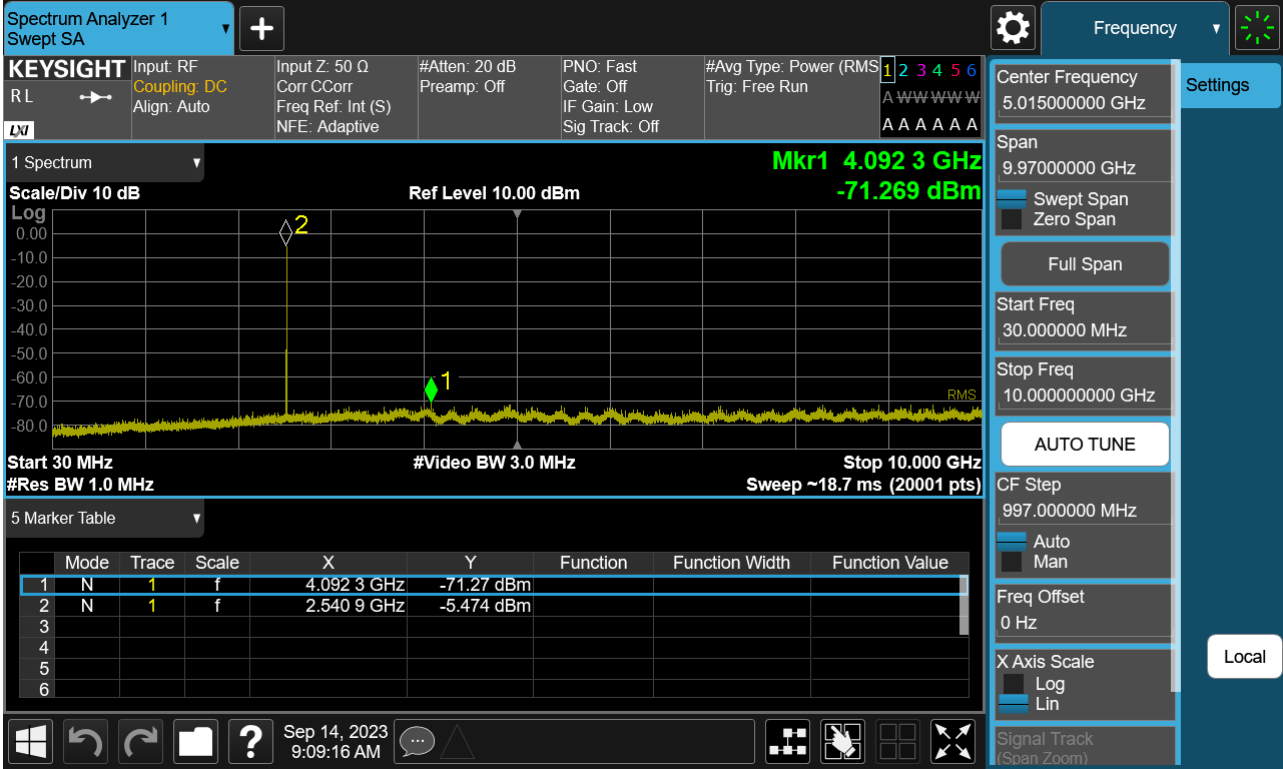 Spectrum Analyzer 1
Swept SA
Frequency
KEYSIGHT
R L
LXI
Input: RF
Coupling: DC
Align: Auto
Input Z: 50 Ω
Corr CCorr
Freq Ref: Int (S)
NFE: Adaptive
#Atten: 20 dB
Preamp: Off
PNO: Fast
Gate: Off
IF Gain: Low
Sig Track: Off
#Avg Type: Power (RMS
Trig: Free Run
1 2 3 4 5 6
A W W W W W
A A A A A A
1 Spectrum
Mkr1 4.092 3 GHz
-71.269 dBm
Scale/Div 10 dB
Ref Level 10.00 dBm
Log
0.00
-10.0
-20.0
-30.0
-40.0
-50.0
-60.0
-70.0
-80.0
2
1
RMS
Start 30 MHz
#Video BW 3.0 MHz
Stop 10.000 GHz
#Res BW 1.0 MHz
Sweep ~18.7 ms (20001 pts)
5 Marker Table
Mode Trace Scale X Y Function Function Width Function Value
1 N 1 f 4.092 3 GHz -71.27 dBm
2 N 1 f 2.540 9 GHz -5.474 dBm
3
4
5
6
?
Sep 14, 2023
9:09:16 AM
Center Frequency
5.015000000 GHz
Span
9.97000000 GHz
Swept Span
Zero Span
Full Span
Start Freq
30.000000 MHz
Stop Freq
10.000000000 GHz
AUTO TUNE
CF Step
997.000000 MHz
Auto
Man
Freq Offset
0 Hz
X Axis Scale
Log
Lin
Signal Track
(Span Zoom)
Settings
Local